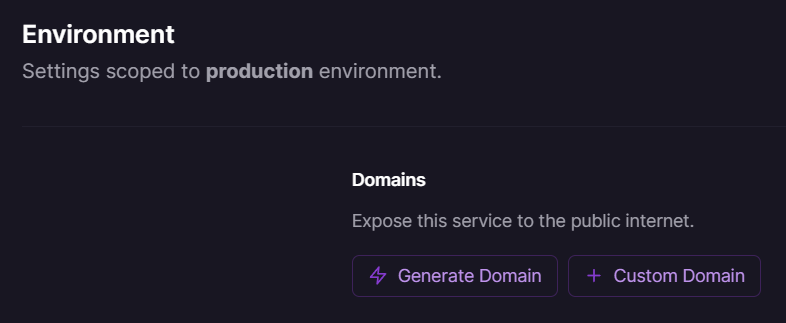 Environment
Settings scoped to production environment.
Domains
Expose this service to the public internet.
Generate Domain
Custom Domain